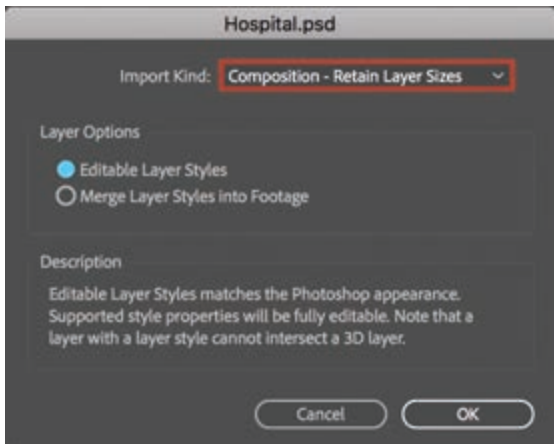 Hospital.psd
Import Kind: Composition - Retain Layer Sizes
Layer Options
Editable Layer Styles
Merge Layer Styles into Footage
Description
Editable Layer Styles matches the Photoshop appearance.
Supported style properties will be fully editable. Note that a
layer with a layer style cannot intersect a 3D layer.
Cancel OK